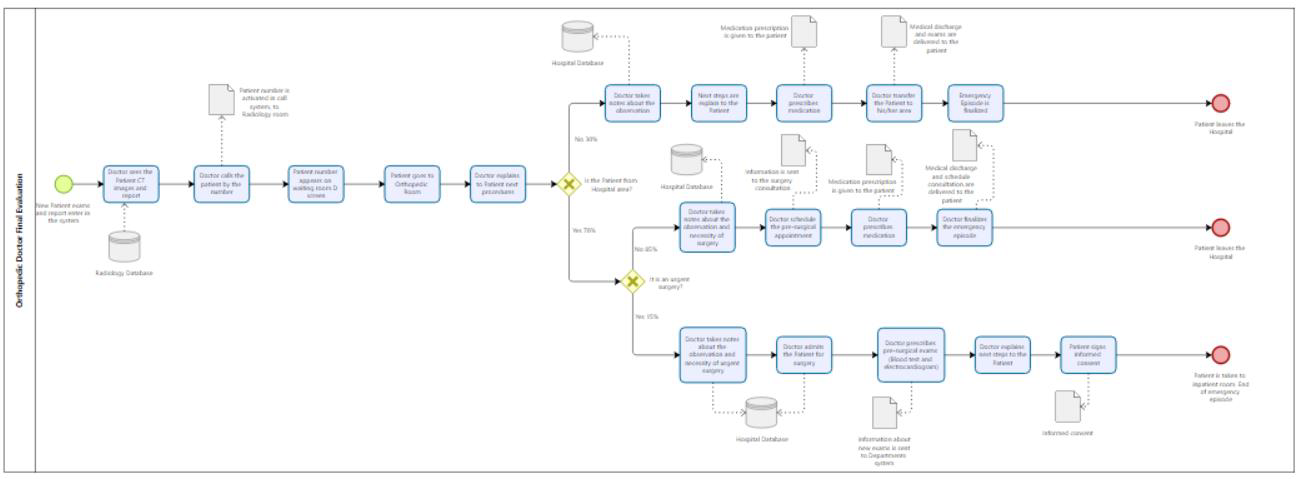 Orthopedic Doctor Final Evaluation
New Patient exams
and report enter in
the system
Doctor sees the
Patient CT
images and
report
Radiology Database
Doctor calls the
patient by the
number
Patient number is
activated in call
system, to
Radiology room
Patient number
appears on
waiting room D
screen
Patient goes to
Orthopedic
Room
Doctor explains
to Patient next
procedures
Is the Patient from
Hospital area?
No 30%
Yes 70%
Hospital Database
Doctor takes
notes about the
observation
Next steps are
explain to the
Patient
Medication prescription
is given to the patient
Doctor
prescribes
medication
Medical discharge
and exams are
delivered to the
patient
Doctor transfer
the Patient to
his/her area
Emergency
Episode is
finalized
Patient leaves the
Hospital
It is an urgent
surgery?
No 85%
Yes 15%
Hospital Database
Doctor takes
notes about the
observation and
necessity of
surgery
Information is sent
to the surgery
consultation
Doctor schedule
the pre-surgical
appointment
Medication prescription
is given to the patient
Doctor
prescribes
medication
Medical discharge
and schedule
consultation are
delivered to the
patient
Doctor finalizes
the emergency
episode
Patient leaves the
Hospital
Doctor takes notes
about the
observation and
necessity of urgent
surgery
Doctor admits
the Patient for
surgery
Hospital Database
Doctor prescribes
pre-surgical exams
(Blood test and
electrocardiogram)
Information about
new exams is sent
to Departments
system
Doctor explains
next steps to the
Patient
Patient signs
informed
consent
Informed consent
Patient is taken to
inpatient room. End
of emergency
episode